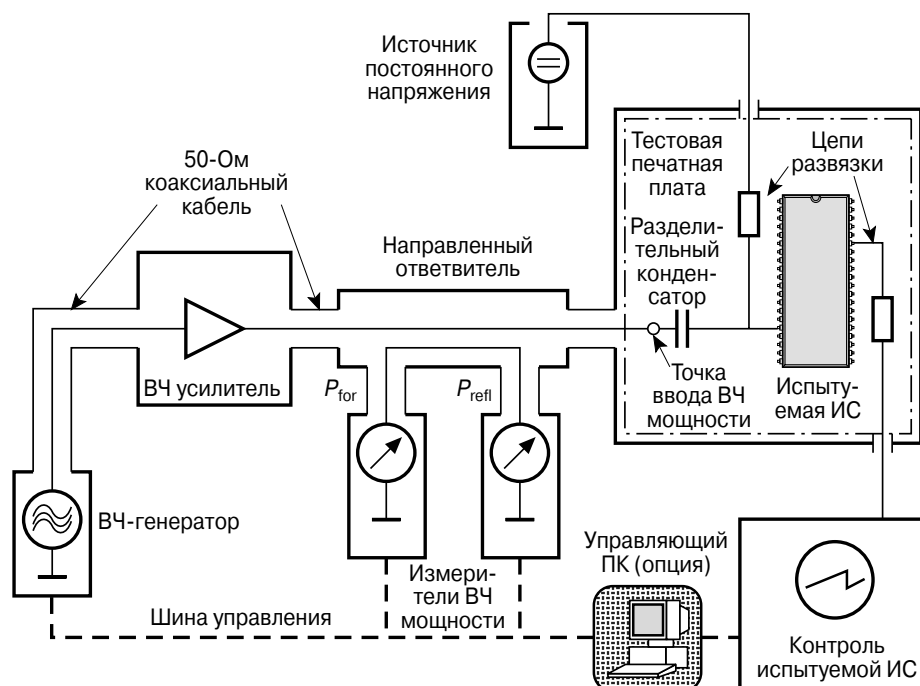 Источник
постоянного
напряжения
50-Ом
коаксиальный
кабель
Тестовая
печатная
плата
Цепи
развязки
Направленный
ответвитель
Раздели-
тельный
конден-
сатор
ВЧ усилитель
P for
P refl
Точка
ввода ВЧ
мощности
Испыту-
емая ИС
ВЧ-генератор
Измери-
тели ВЧ
мощности
Управляющий
ПК (опция)
Шина управления
Контроль
испытуемой ИС